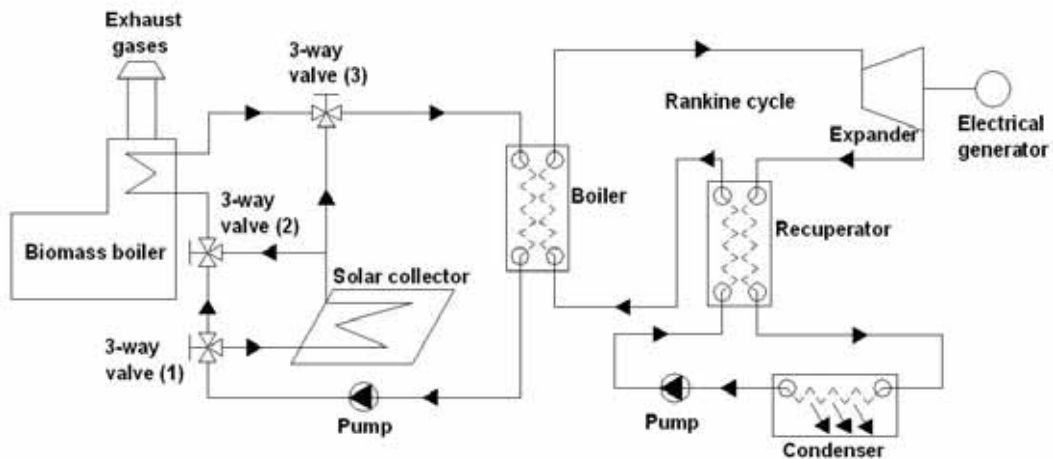 Exhaust
gases
3-way
valve (3)
Rankine cycle
Expander
Electrical
generator
3-way
valve (2)
Boiler
Recuperator
Biomass boiler
Solar collector
3-way
valve (1)
Pump
Pump
Condenser